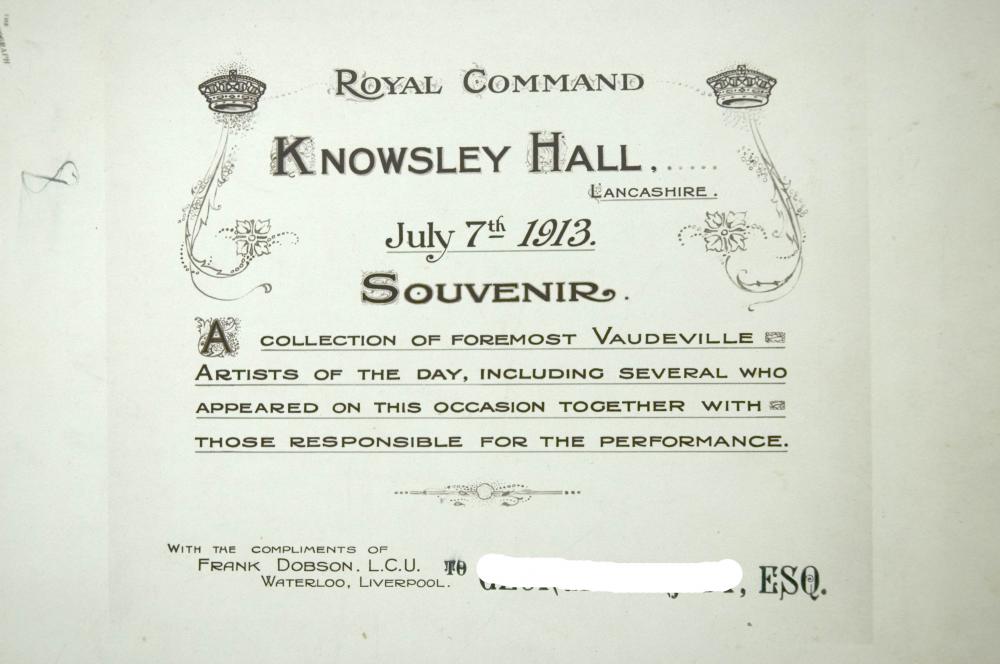 ROYAL COMMAND
KNOWSLEY HALL, .....
LANCASHIRE.
July 7th 1913.
SOUVENIR.
A COLLECTION OF FOREMOST VAUDEVILLE
ARTISTS OF THE DAY, INCLUDING SEVERAL WHO
APPEARED ON THIS OCCASION TOGETHER WITH
THOSE RESPONSIBLE FOR THE PERFORMANCE.
WITH THE COMPLIMENTS OF
FRANK DOBSON. L.C.U.
WATERLOO, LIVERPOOL.
TO , ESQ.
8